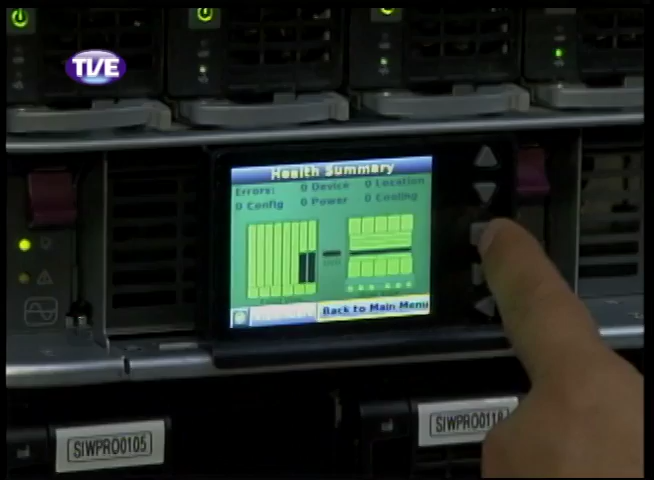 TVE
Health Summary
Errors: 0 Device 0 Location
0 Config 0 Power 0 Cooling
Back to Main Menu
SIWPRO0105
SIWPRO0118